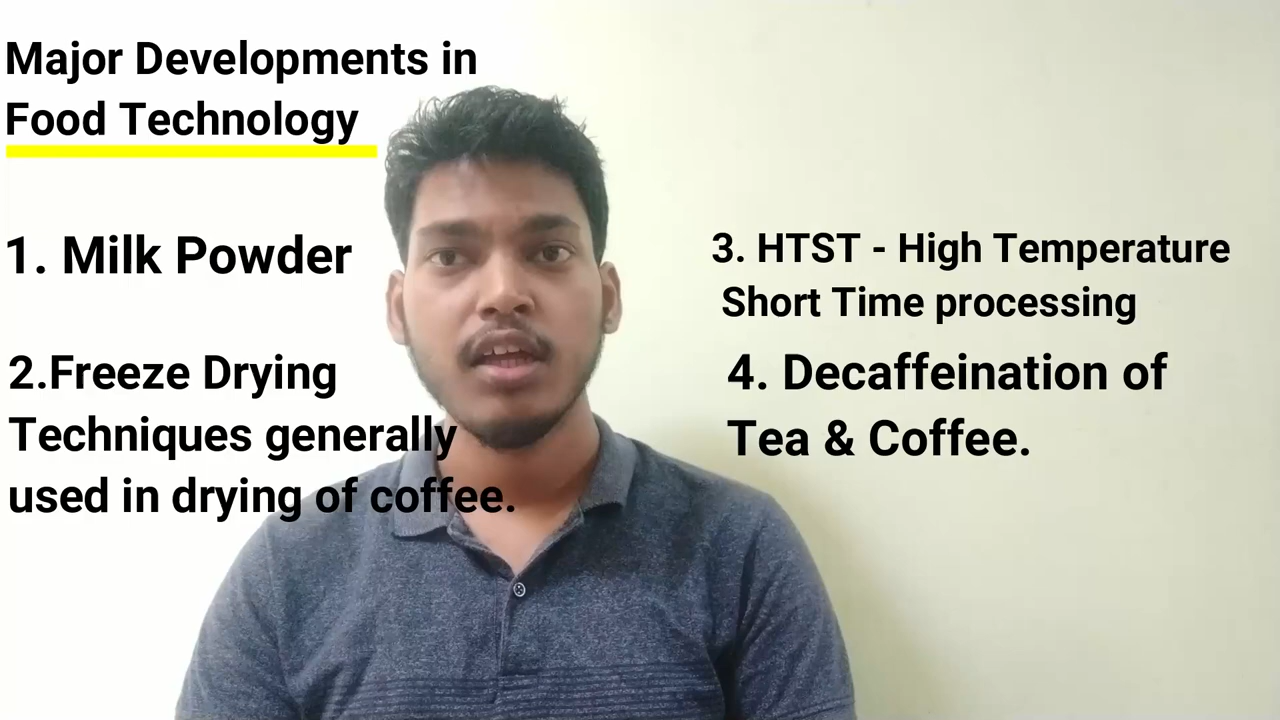 Major Developments in
Food Technology
1. Milk Powder
2.Freeze Drying
Techniques generally
used in drying of coffee.
3. HTST - High Temperature
Short Time processing
4. Decaffeination of
Tea & Coffee.